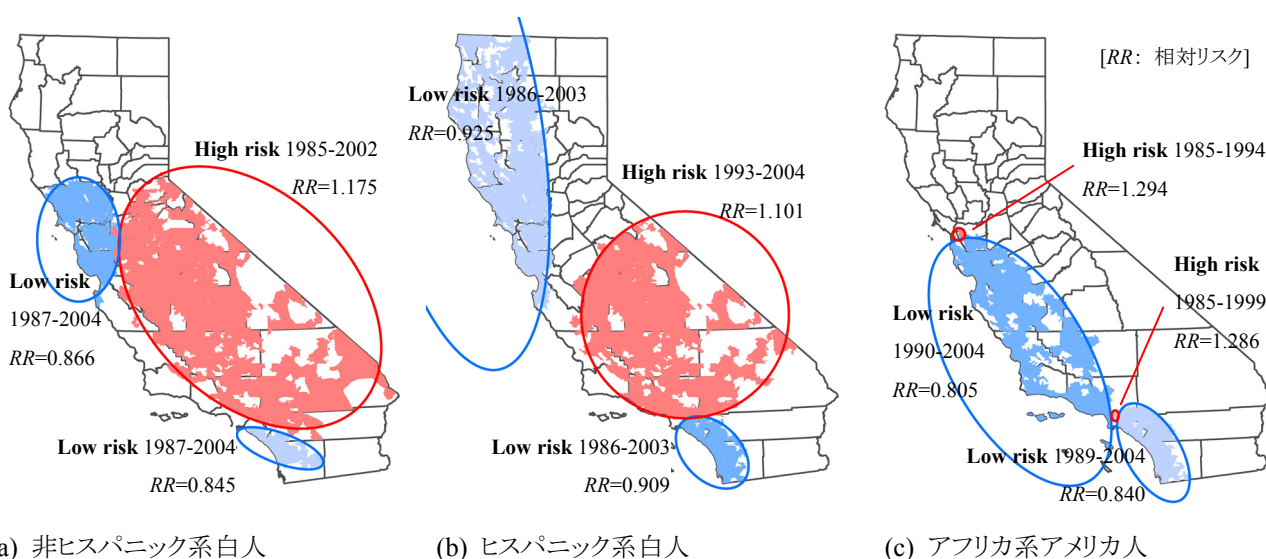 High risk 1985-2002
RR=1.175
Low risk
1987-2004
RR=0.866
Low risk 1987-2004
RR=0.845
a) 非ヒスパニック系白人
Low risk 1986-2003
RR=0.925
High risk 1993-2004
RR=1.101
Low risk 1986-2003
RR=0.909
(b) ヒスパニック系白人
[RR: 相対リスク]
High risk 1985-1994
RR=1.294
High risk
1985-1999
RR=1.286
Low risk
1990-2004
RR=0.805
Low risk 1989-2004
RR=0.840
(c) アフリカ系アメリカ人